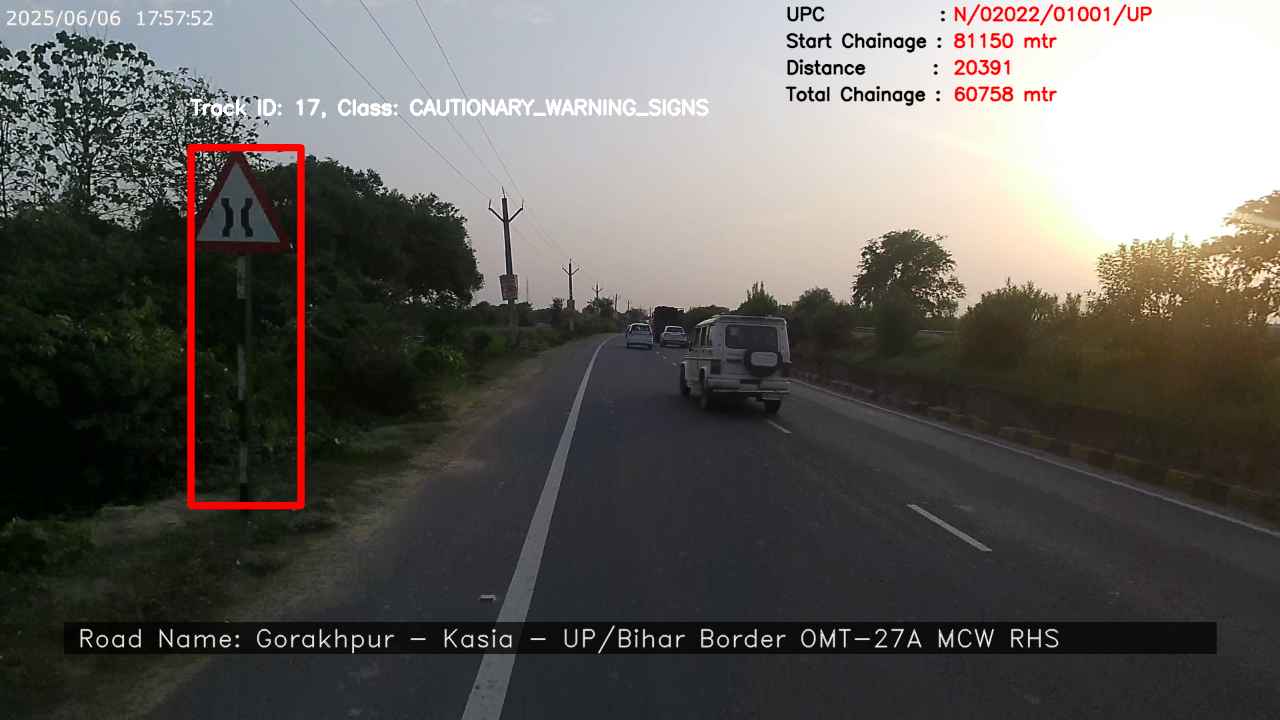 2025/06/06 17:57:52
UPC : N/02022/01001/UP
Start Chainage : 81150 mtr
Distance : 20391
Total Chainage : 60758 mtr
Track ID: 17, Class: CAUTIONARY_WARNING_SIGNS
Road Name: Gorakhpur - Kasia - UP/Bihar Border OMT-27A MCW RHS